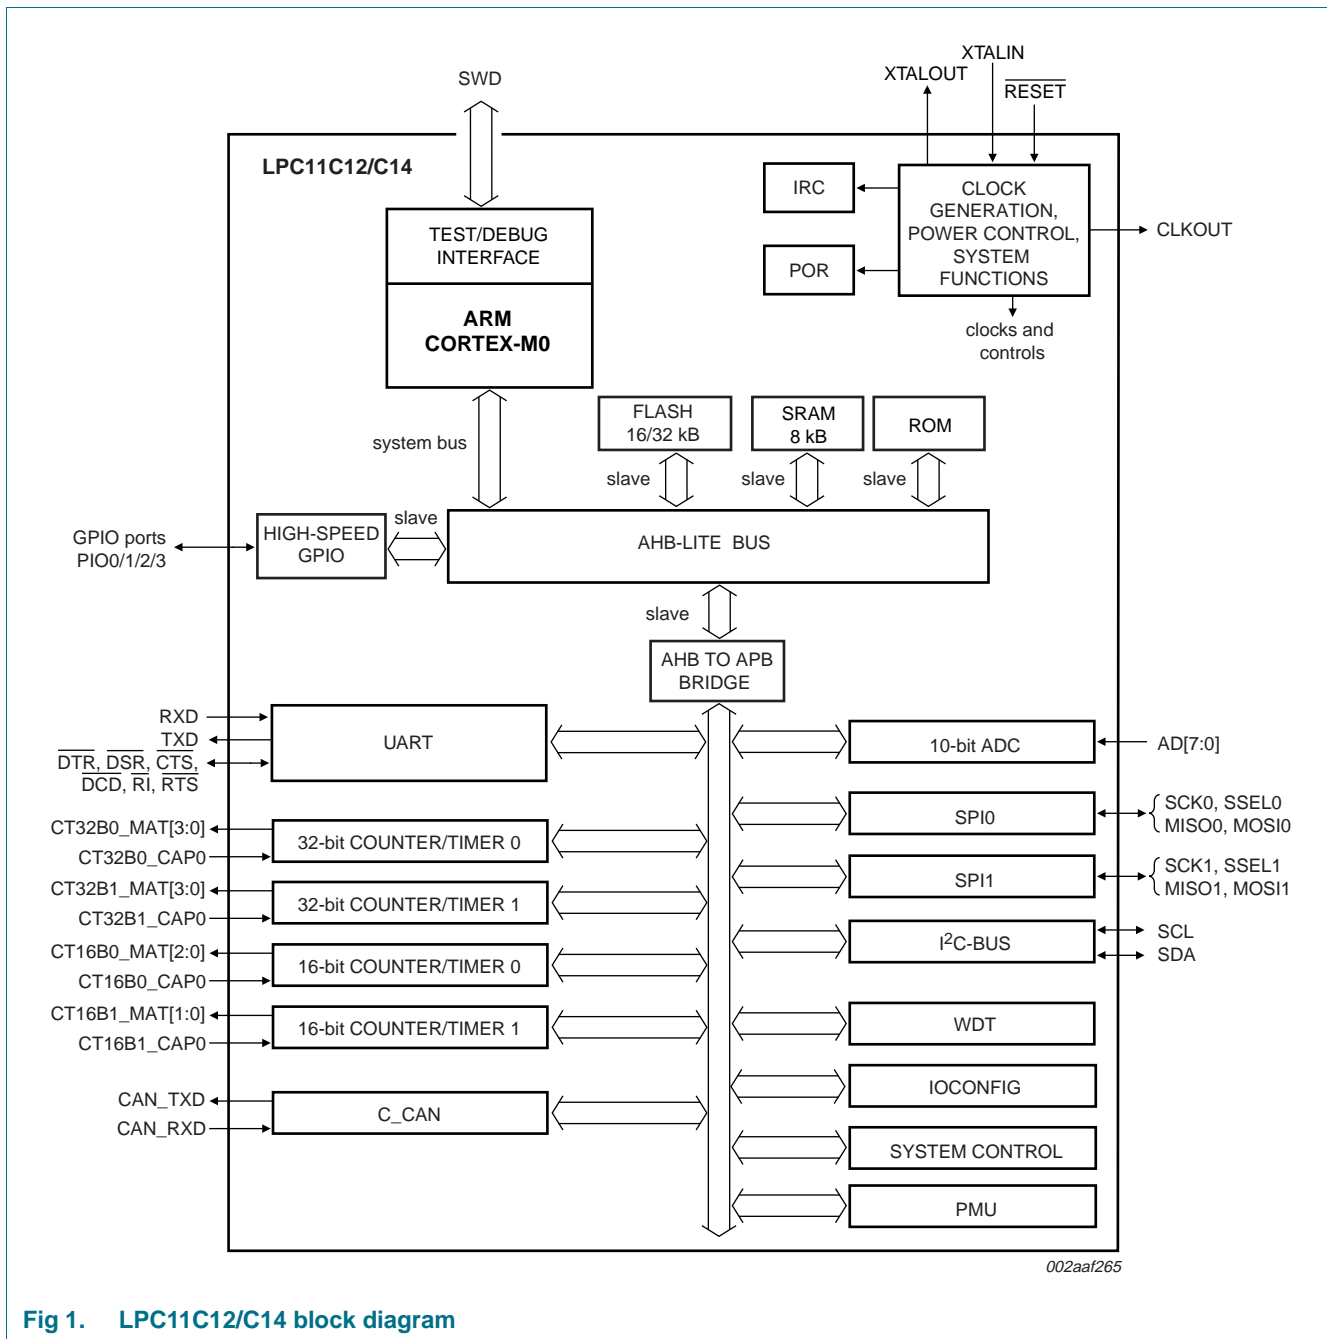 XTALIN
XTALOUT
RESET
SWD
LPC11C12/C14
IRC
CLOCK
GENERATION,
POWER CONTROL,
SYSTEM
FUNCTIONS
CLKOUT
POR
clocks and
controls
TEST/DEBUG
INTERFACE
ARM
CORTEX-M0
system bus
FLASH
16/32 kB
SRAM
8 kB
ROM
slave
slave
slave
slave
GPIO ports
PIO0/1/2/3
HIGH-SPEED
GPIO
AHB-LITE BUS
slave
AHB TO APB
BRIDGE
RXD
TXD
DTR, DSR, CTS,
DCD, RI, RTS
UART
10-bit ADC
AD[7:0]
CT32B0_MAT[3:0]
CT32B0_CAP0
32-bit COUNTER/TIMER 0
SPI0
SCK0, SSEL0
MISO0, MOSI0
CT32B1_MAT[3:0]
CT32B1_CAP0
32-bit COUNTER/TIMER 1
SPI1
SCK1, SSEL1
MISO1, MOSI1
CT16B0_MAT[2:0]
CT16B0_CAP0
16-bit COUNTER/TIMER 0
I2C-BUS
SCL
SDA
CT16B1_MAT[1:0]
CT16B1_CAP0
16-bit COUNTER/TIMER 1
WDT
IOCONFIG
CAN_TXD
CAN_RXD
C_CAN
SYSTEM CONTROL
PMU
002aaf265
Fig 1. LPC11C12/C14 block diagram